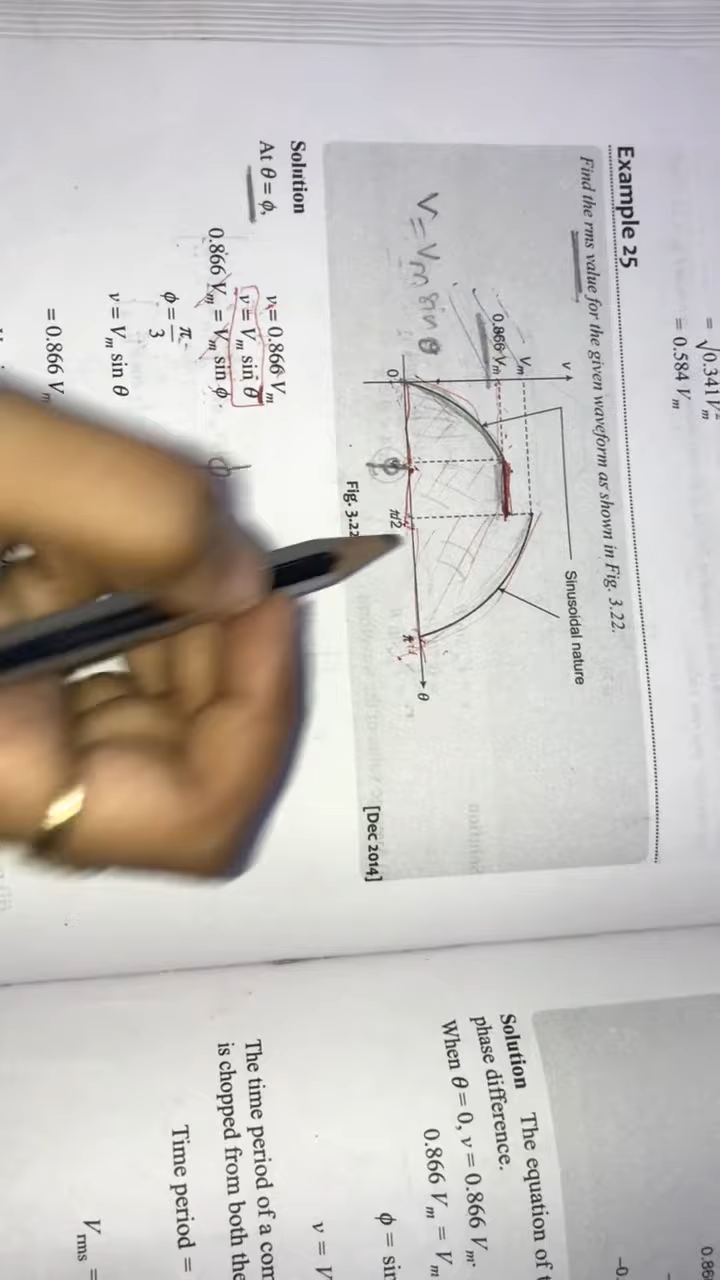 = √0.341V²m
= 0.584 Vm
Example 25
Find the rms value for the given waveform as shown in Fig. 3.22.
v
Vm
0.866 Vm
Sinusoidal nature
0
φ
π/2
π
θ
V = Vm sin θ
Fig. 3.22
[Dec 2014]
Solution
At θ = φ,
v = 0.866 Vm
v = Vm sin θ
0.866 Vm = Vm sin φ
φ
φ = π/3
v = Vm sin θ
= 0.866 Vm
0.86
–0
Solution The equation of
phase difference.
When θ = 0, v = 0.866 Vm.
0.866 Vm = Vm
φ = sin
v = V
The time period of a com
is chopped from both the
Time period =
Vrms =